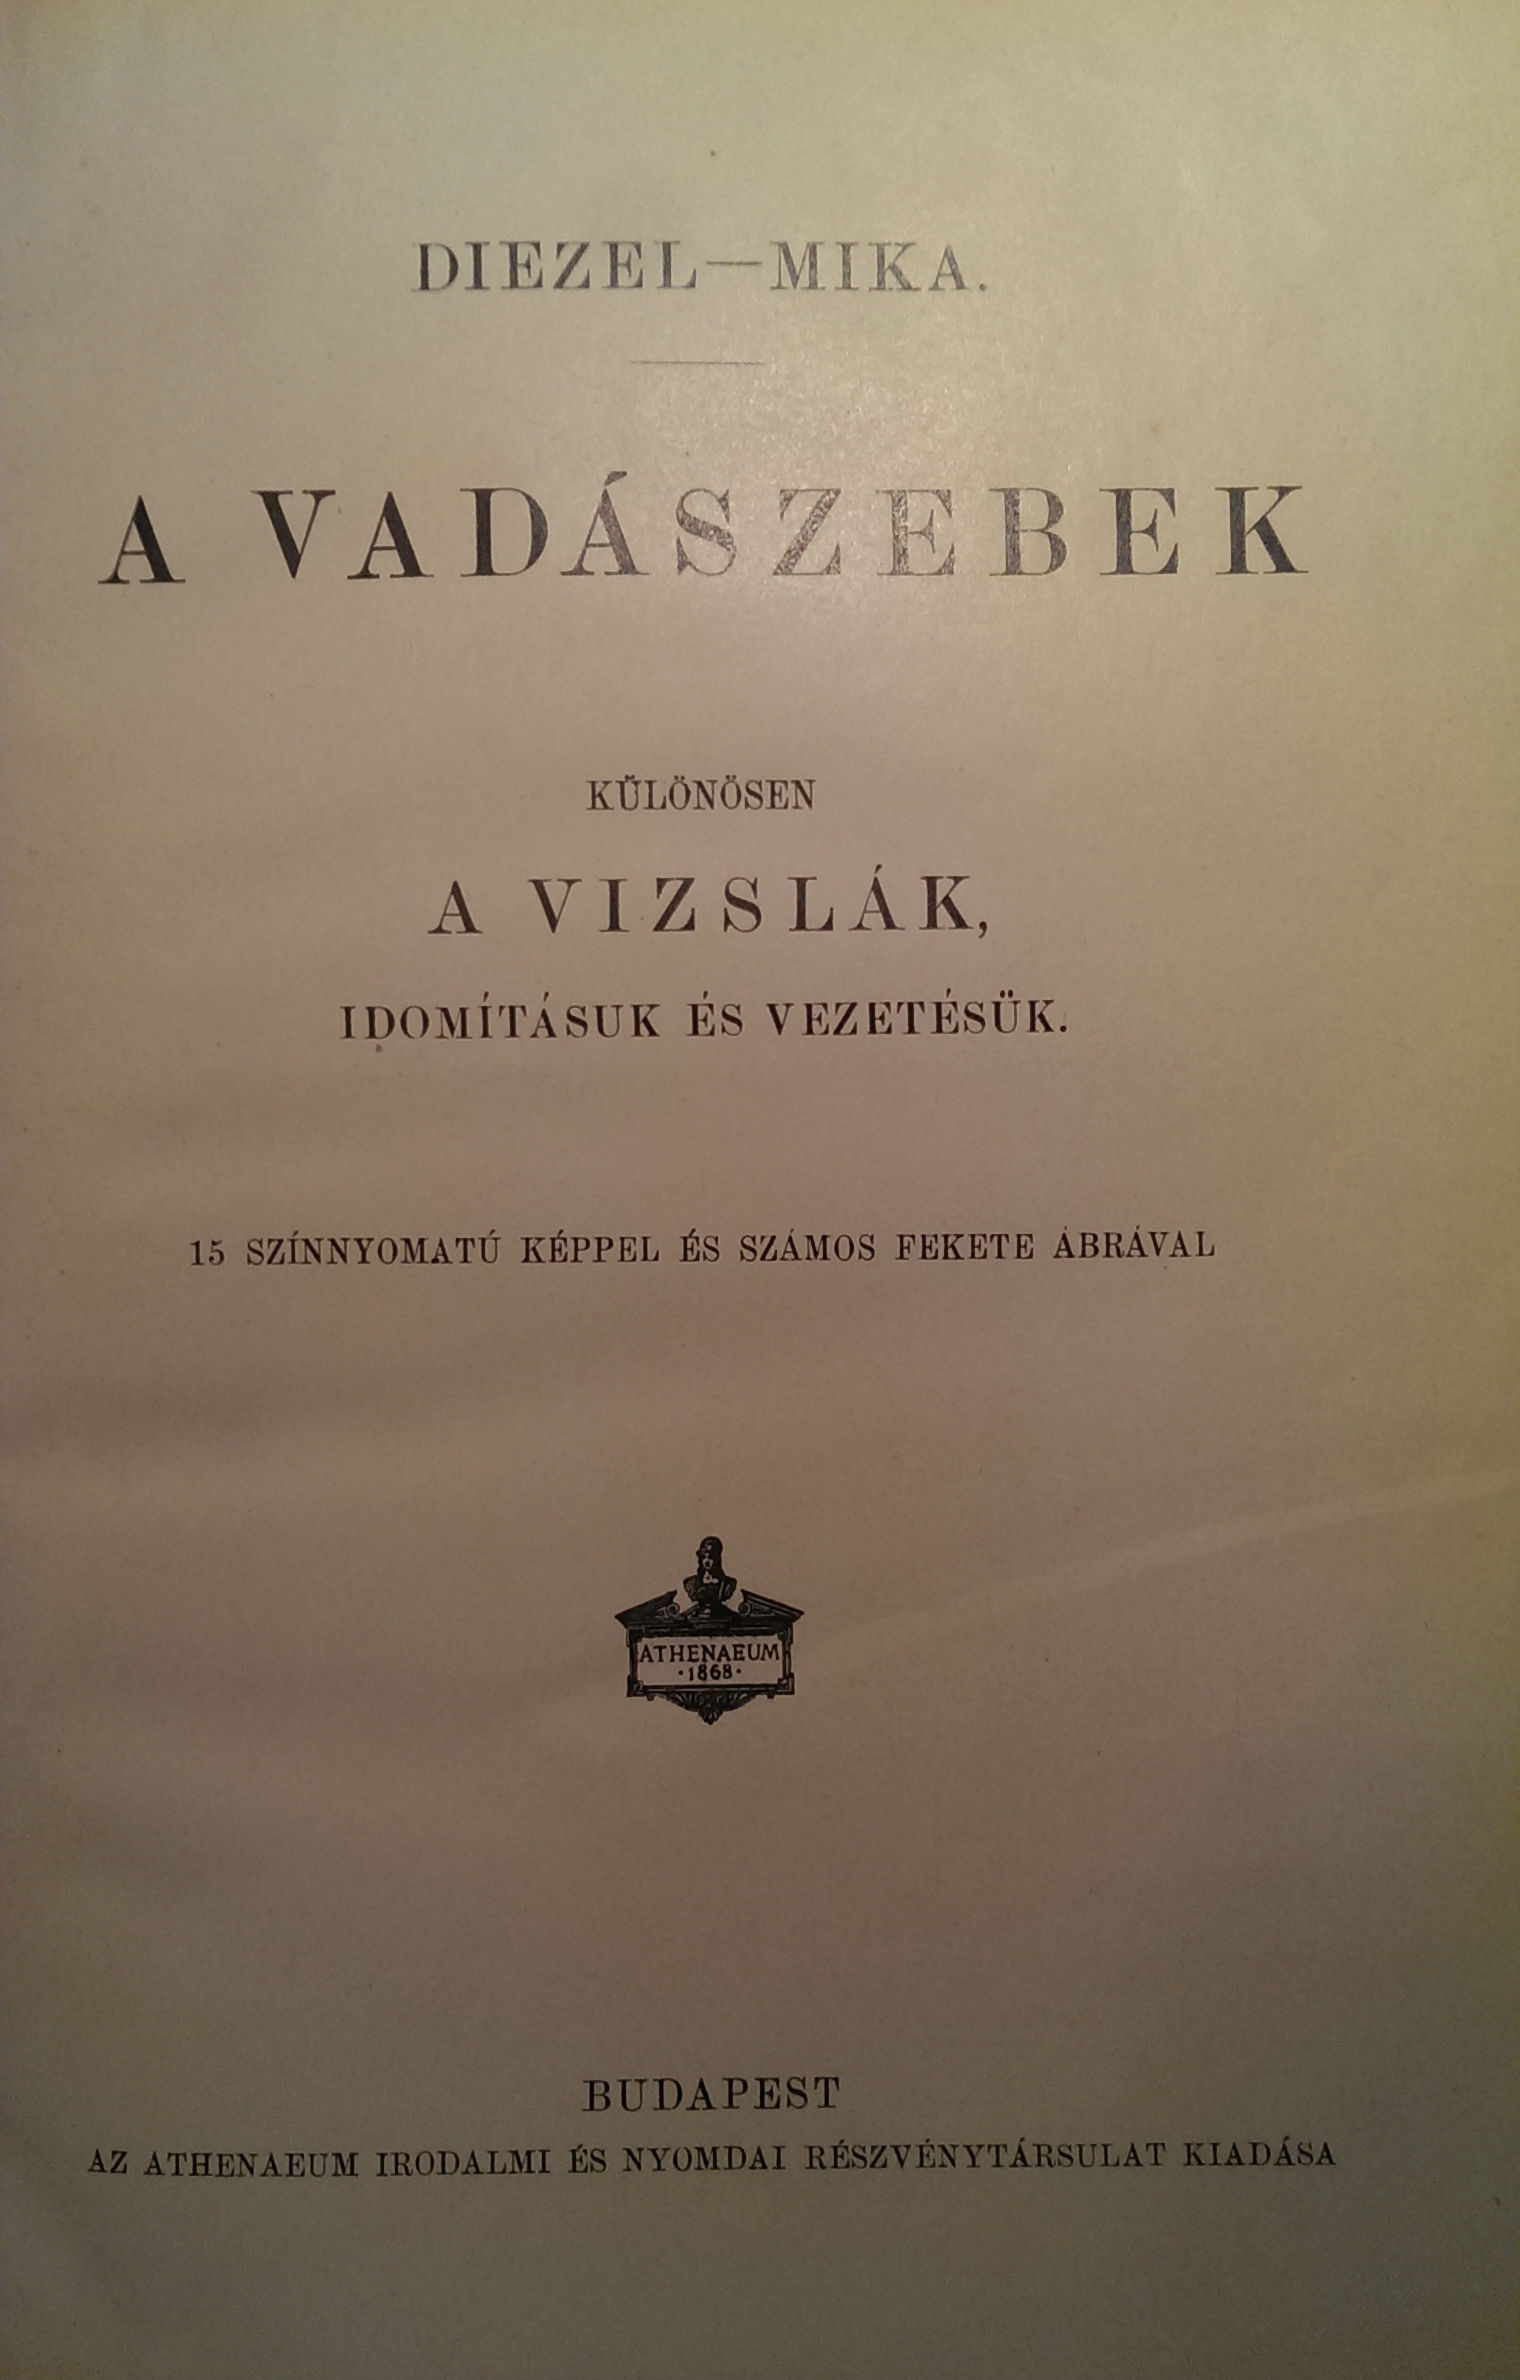 DIEZEL—MIKA.
A VADÁSZEBEK
KÜLÖNÖSEN
A VIZSLÁK,
IDOMÍTÁSUK ÉS VEZETÉSÜK.
15 SZÍNNYOMATÚ KÉPPEL ÉS SZÁMOS FEKETE ÁBRÁVAL
ATHENAEUM
·1868·
BUDAPEST
AZ ATHENAEUM IRODALMI ÉS NYOMDAI RÉSZVÉNYTÁRSULAT KIADÁSA